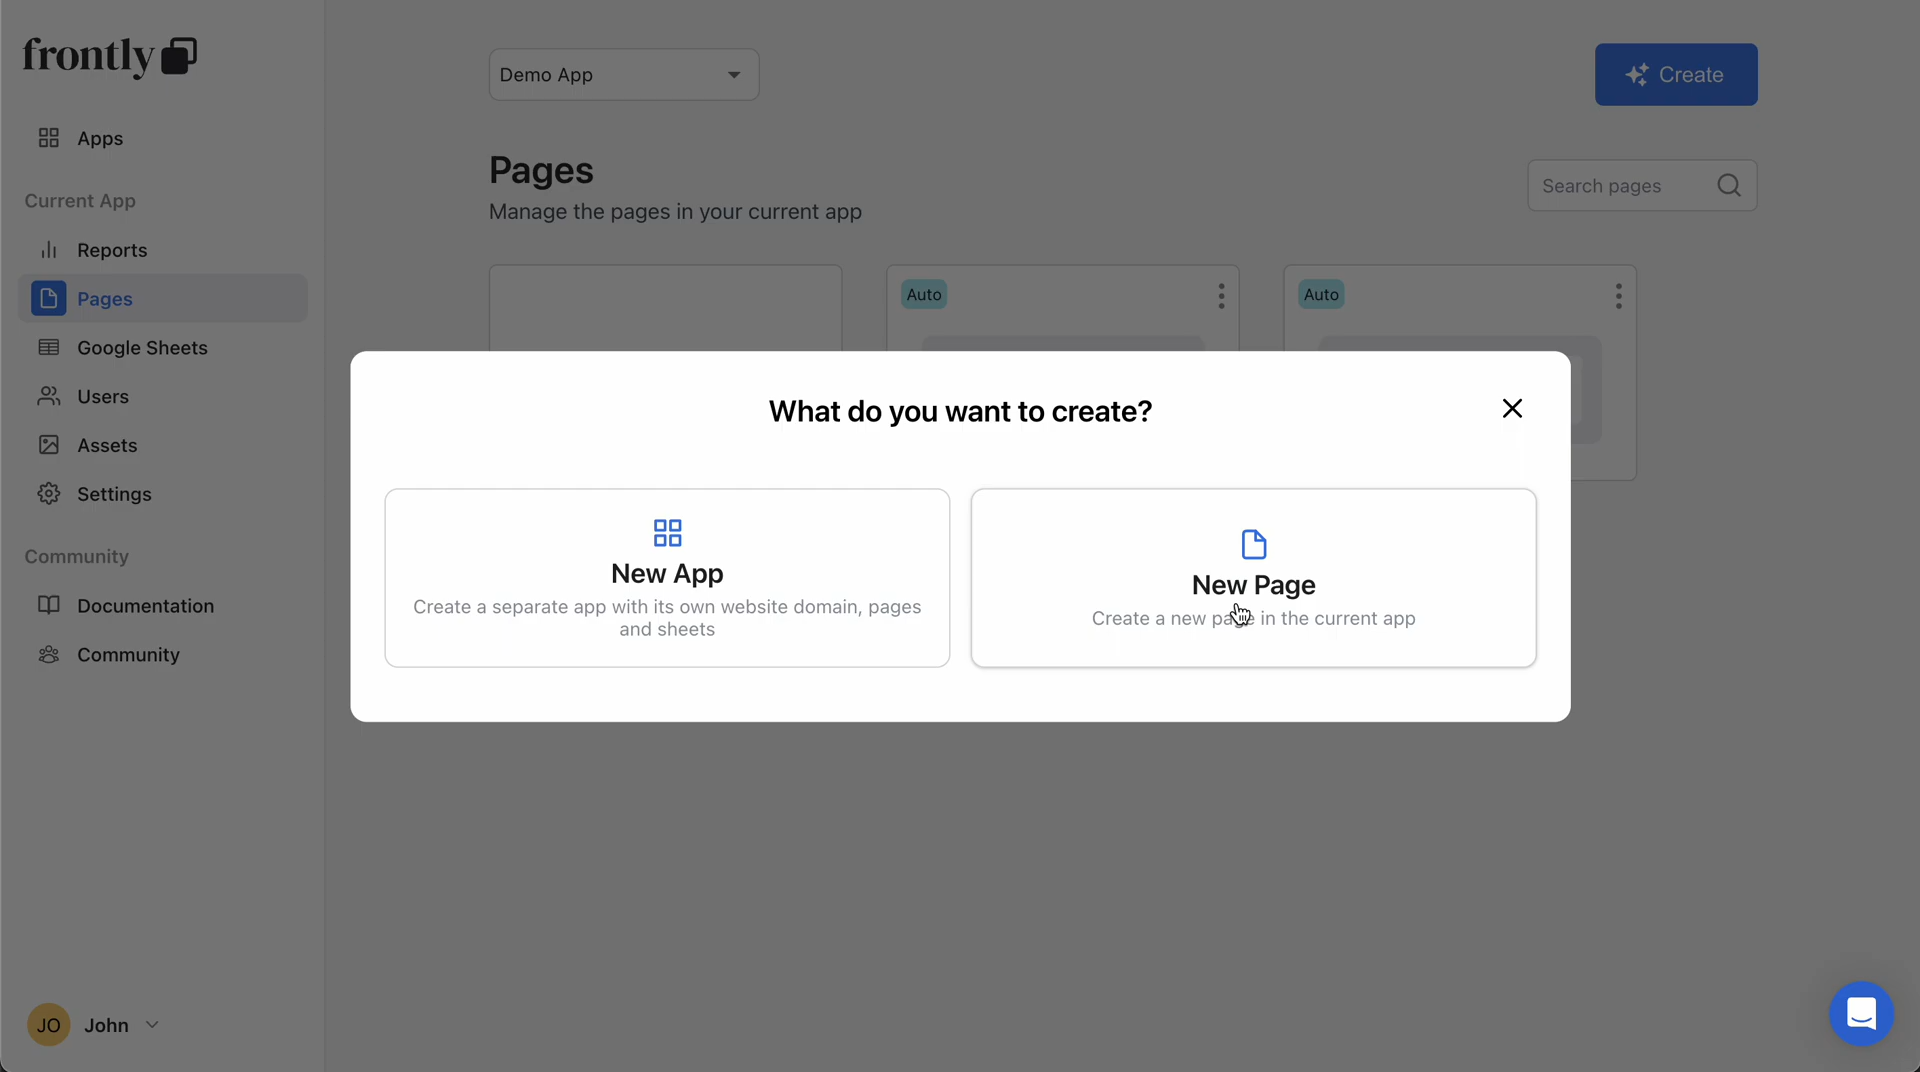 frontly
Apps
Current App
Reports
Pages
Google Sheets
Users
Assets
Settings
Community
Documentation
Community
JO John
Demo App
Create
Pages
Manage the pages in your current app
Search pages
Auto
Auto
What do you want to create?
New App
Create a separate app with its own website domain, pages
and sheets
New Page
Create a new page in the current app